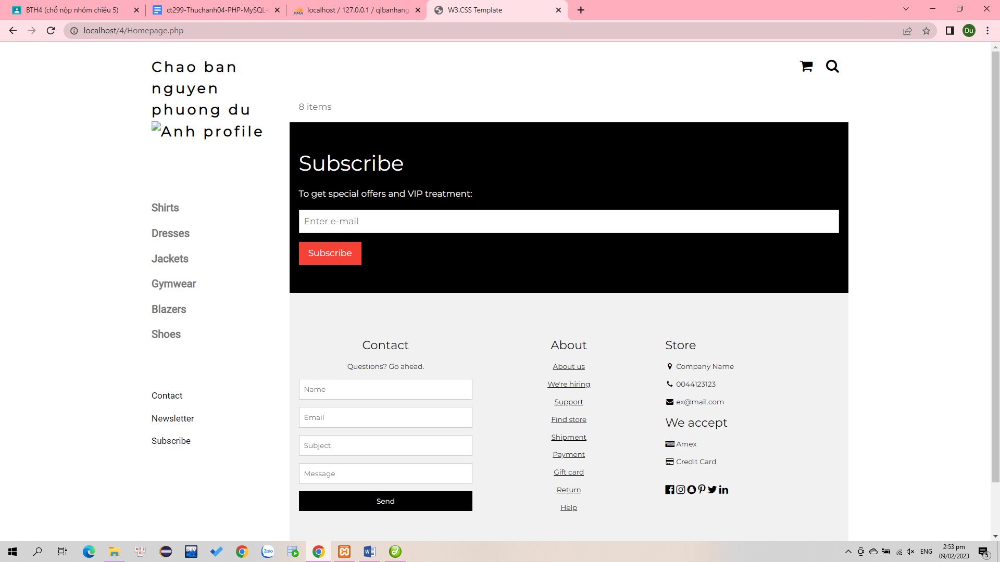 BTH4 (chỗ nộp nhóm chiều 5)
ct299-Thuchanh04-PHP-MySQL-
localhost / 127.0.0.1 / qlbanhang
W3.CSS Template
localhost/4/Homepage.php
Du
Chao ban
nguyen
phuong du
Anh profile
8 items
Subscribe
To get special offers and VIP treatment:
Enter e-mail
Subscribe
Shirts
Dresses
Jackets
Gymwear
Blazers
Shoes
Contact
Newsletter
Subscribe
Contact
Questions? Go ahead.
Name
Email
Subject
Message
Send
About
About us
We're hiring
Support
Find store
Shipment
Payment
Gift card
Return
Help
Store
Company Name
0044123123
ex@mail.com
We accept
Amex
Credit Card
DEV
Zalo
ENG
2:53 pm
09/02/2023
5